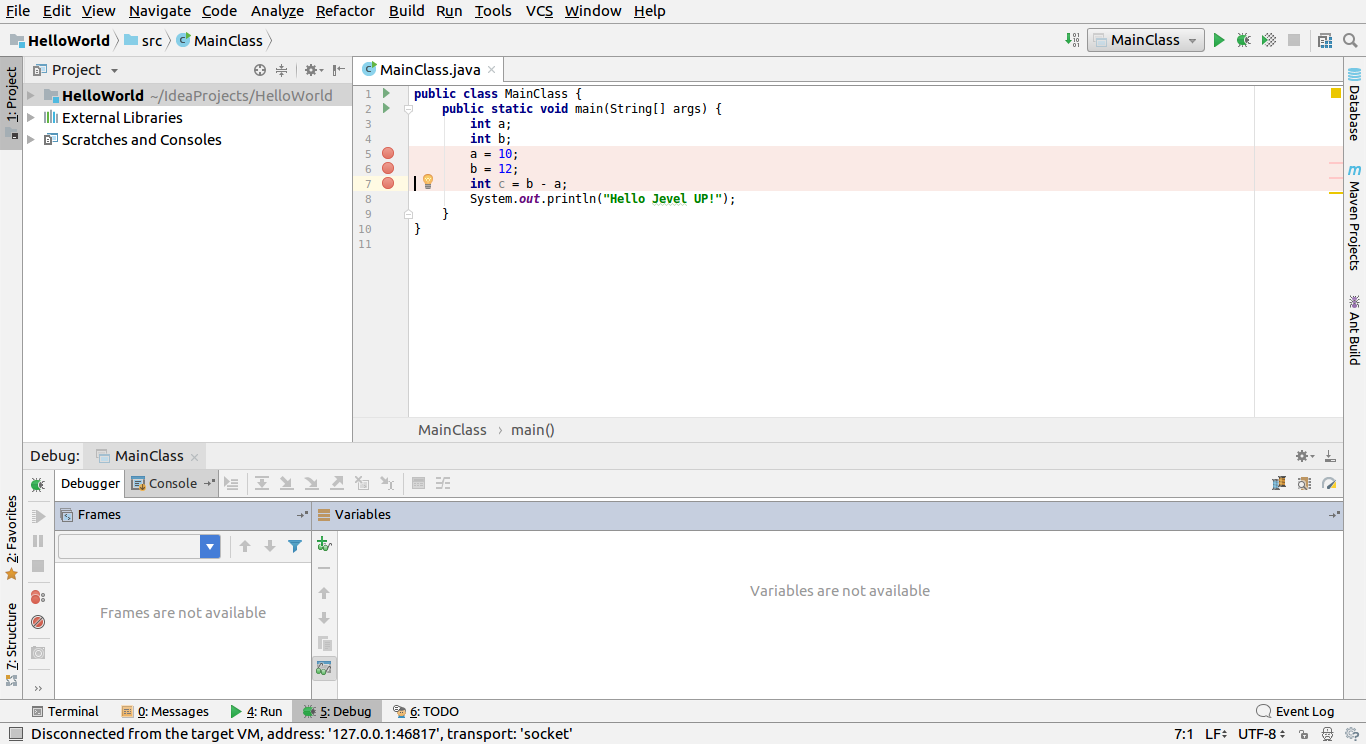 File Edit View Navigate Code Analyze Refactor Build Run Tools VCS Window Help
HelloWorld src MainClass MainClass
1: Project
Project
MainClass.java
HelloWorld ~/IdeaProjects/HelloWorld
External Libraries
Scratches and Consoles
1 public class MainClass {
2 public static void main(String[] args) {
3 int a;
4 int b;
5 a = 10;
6 b = 12;
7 int c = b - a;
8 System.out.println("Hello Jevel UP!");
9 }
10 }
11
MainClass › main()
Database
Maven Projects
Ant Build
Debug: MainClass
Debugger Console
2: Favorites
7: Structure
Frames
Variables
Frames are not available
Variables are not available
Terminal 0: Messages 4: Run 5: Debug 6: TODO Event Log
Disconnected from the target VM, address: '127.0.0.1:46817', transport: 'socket' 7:1 LF UTF-8